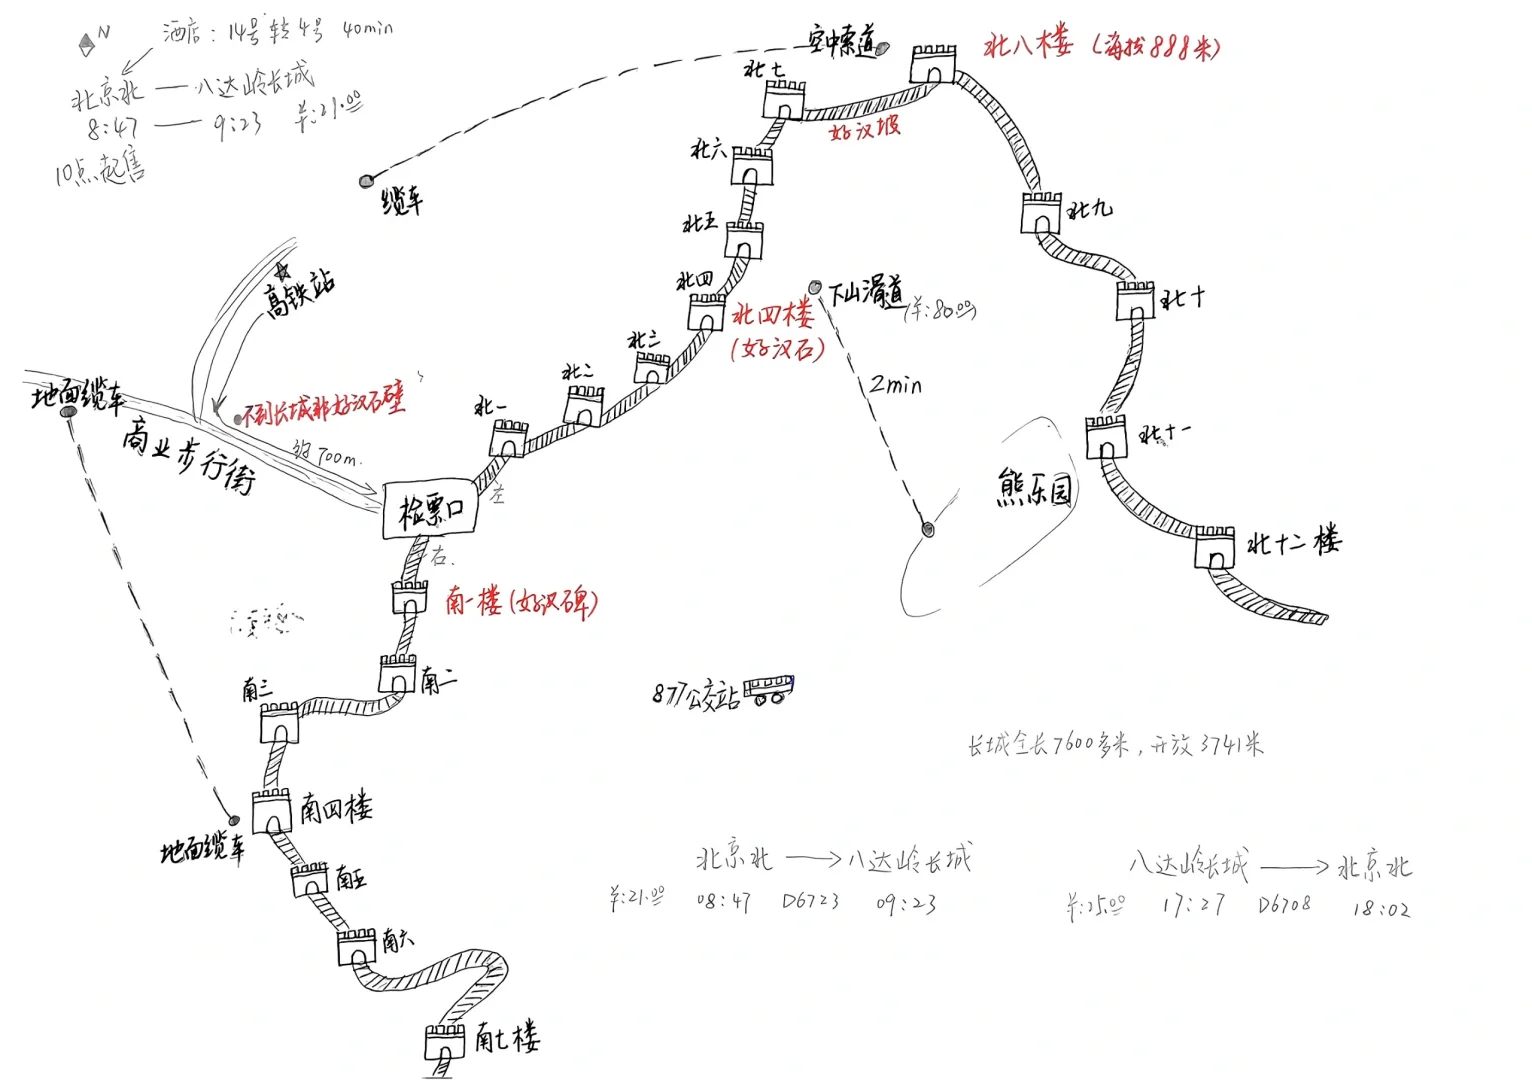 N
酒店：14号转4号 40min
北京北 — 八达岭长城
8:47 — 9:23 羊:21.00
10点起售
空中索道
北八楼（海拔888米）
北七
好汉坡
北六
缆车
北五
北九
北四
下山滑道
(羊:80.00)
北十
高铁站
北四楼
(好汉石)
北三
2min
北二
地面缆车
不到长城非好汉石壁
北一
北十一
商业步行街
约700m.
左
熊乐园
检票口
右.
北十二楼
南一楼(好汉碑)
南二
南三
877公交站
长城全长7600多米，开放3741米
南四楼
地面缆车
北京北 → 八达岭长城
羊:21.00 08:47 D6723 09:23
八达岭长城 → 北京北
羊:25.00 17:27 D6708 18:02
南五
南六
南七楼